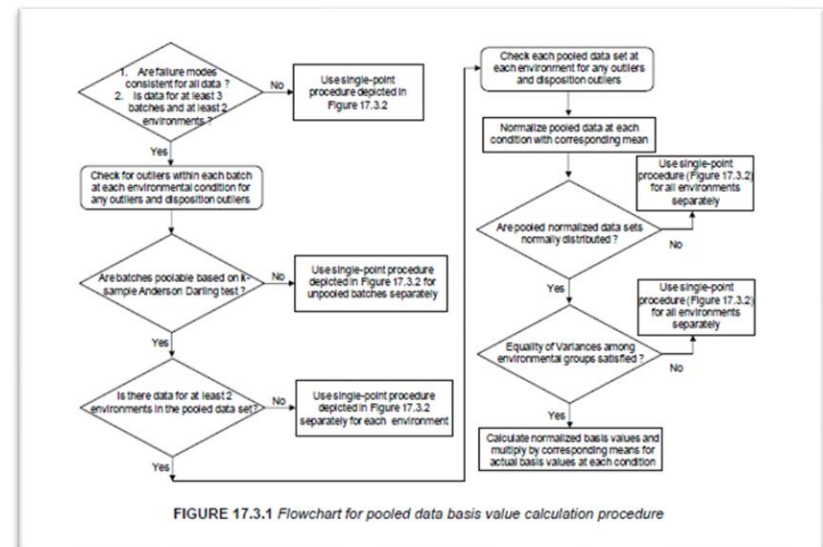 1. Are failure modes
consistent for all data ?
2. Is data for at least 3
batches and at least 2
environments ?
No
Use single-point
procedure depicted in
Figure 17.3.2
Yes
Check for outliers within each batch
at each environmental condition for
any outliers and disposition outliers
Are batches poolable based on k-
sample Anderson Darling test ?
No
Use single-point procedure
depicted in Figure 17.3.2 for
unpooled batches separately
Yes
Is there data for at least 2
environments in the pooled data set?
No
Use single-point procedure
depicted in Figure 17.3.2
separately for each environment
Yes
Check each pooled data set at
each environment for any outliers
and disposition outliers
Normalize pooled data at each
condition with corresponding mean
Use single-point
procedure (Figure 17.3.2)
for all environments
separately
Are pooled normalized data sets
normally distributed ?
No
Yes
Use single-point
procedure (Figure 17.3.2)
for all environments
separately
Equality of Variances among
environmental groups satisfied ?
No
Yes
Calculate normalized basis values and
multiply by corresponding means for
actual basis values at each condition
FIGURE 17.3.1 Flowchart for pooled data basis value calculation procedure